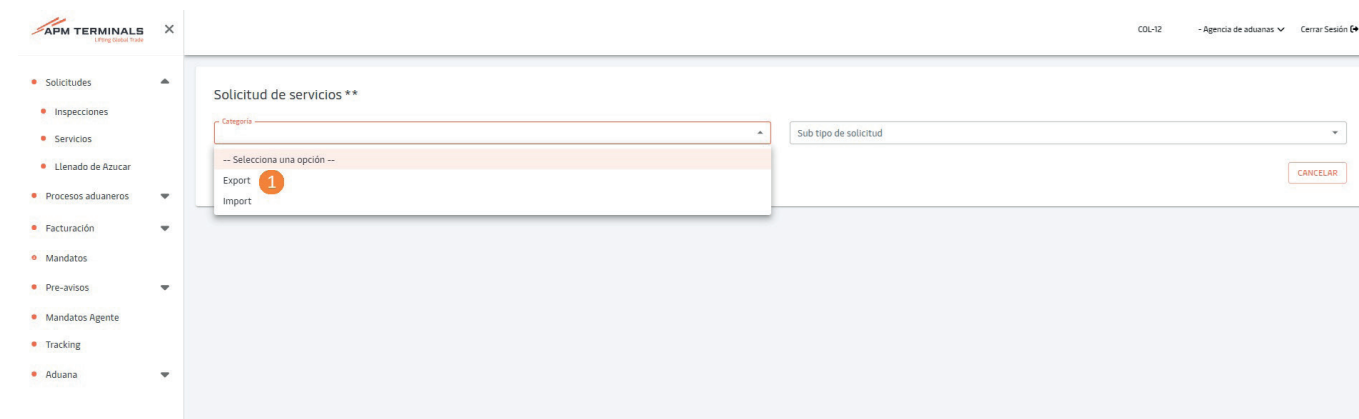 APM TERMINALS
Lifting Global Trade
COL-12 - Agencia de aduanas Cerrar Sesión
Solicitudes
Inspecciones
Servicios
Llenado de Azucar
Procesos aduaneros
Facturación
Mandatos
Pre-avisos
Mandatos Agente
Tracking
Aduana
Solicitud de servicios **
Categoría
Sub tipo de solicitud
-- Selecciona una opción --
Export 1
Import
CANCELAR